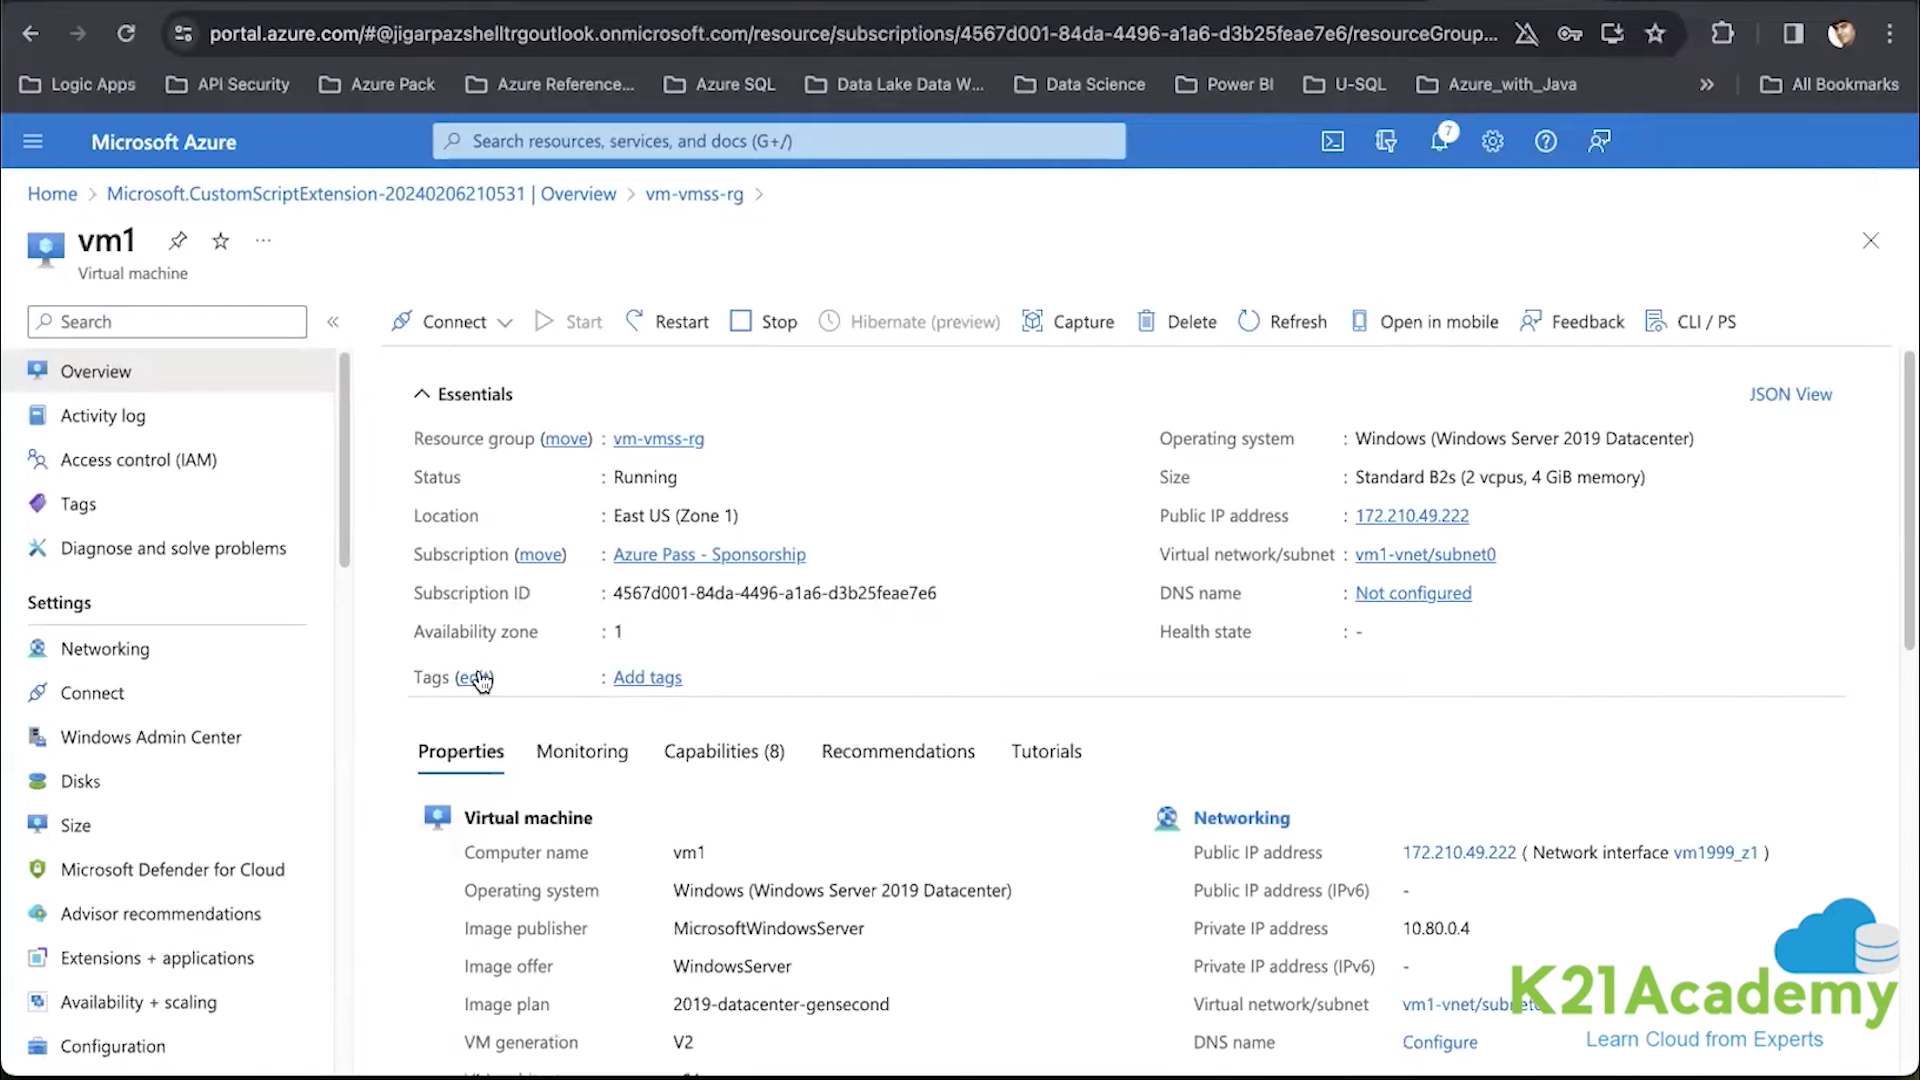 portal.azure.com/#@jigarpazshelltrgoutlook.onmicrosoft.com/resource/subscriptions/4567d001-84da-4496-a1a6-d3b25feae7e6/resourceGroup...
Logic Apps API Security Azure Pack Azure Reference... Azure SQL Data Lake Data W... Data Science Power BI U-SQL Azure_with_Java » All Bookmarks
Microsoft Azure Search resources, services, and docs (G+/) 7
Home > Microsoft.CustomScriptExtension-20240206210531 | Overview > vm-vmss-rg >
vm1 ...
Virtual machine
Search «
Connect Start Restart Stop Hibernate (preview) Capture Delete Refresh Open in mobile Feedback CLI / PS
Overview
Activity log
Access control (IAM)
Tags
Diagnose and solve problems
Settings
Networking
Connect
Windows Admin Center
Disks
Size
Microsoft Defender for Cloud
Advisor recommendations
Extensions + applications
Availability + scaling
Configuration
Essentials JSON View
Resource group (move) : vm-vmss-rg
Status : Running
Location : East US (Zone 1)
Subscription (move) : Azure Pass - Sponsorship
Subscription ID : 4567d001-84da-4496-a1a6-d3b25feae7e6
Availability zone : 1
Tags : Add tags
Operating system : Windows (Windows Server 2019 Datacenter)
Size : Standard B2s (2 vcpus, 4 GiB memory)
Public IP address : 172.210.49.222
Virtual network/subnet : vm1-vnet/subnet0
DNS name : Not configured
Health state : -
Properties Monitoring Capabilities (8) Recommendations Tutorials
Virtual machine
Computer name vm1
Operating system Windows (Windows Server 2019 Datacenter)
Image publisher MicrosoftWindowsServer
Image offer WindowsServer
Image plan 2019-datacenter-gensecond
VM generation V2
Networking
Public IP address 172.210.49.222 ( Network interface vm1999_z1 )
Public IP address (IPv6) -
Private IP address 10.80.0.4
Private IP address (IPv6) -
Virtual network/subnet
DNS name Configure
K21Academy
Learn Cloud from Experts